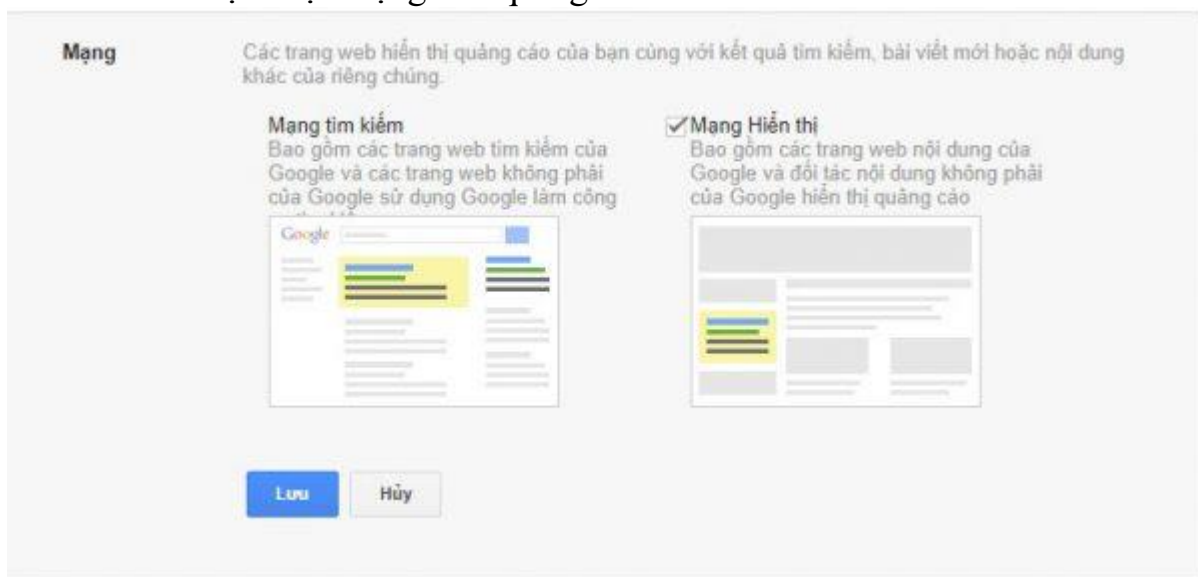 Mạng
Các trang web hiển thị quảng cáo của bạn cùng với kết quả tìm kiếm, bài viết mới hoặc nội dung
khác của riêng chúng.
Mạng tìm kiếm
Bao gồm các trang web tìm kiếm của
Google và các trang web không phải
của Google sử dụng Google làm công
Mạng Hiển thị
Bao gồm các trang web nội dung của
Google và đối tác nội dung không phải
của Google hiển thị quảng cáo
Google
Lưu
Hủy